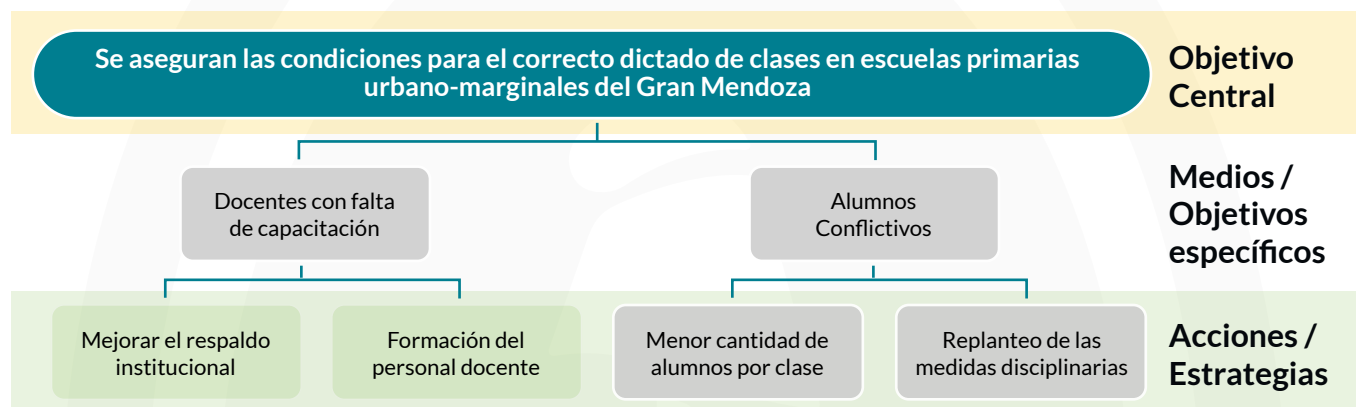 Se aseguran las condiciones para el correcto dictado de clases en escuelas primarias
urbano-marginales del Gran Mendoza
Objetivo
Central
Docentes con falta
de capacitación
Alumnos
Conflictivos
Medios /
Objetivos
específicos
Mejorar el respaldo
institucional
Formación del
personal docente
Menor cantidad de
alumnos por clase
Replanteo de las
medidas disciplinarias
Acciones /
Estrategias